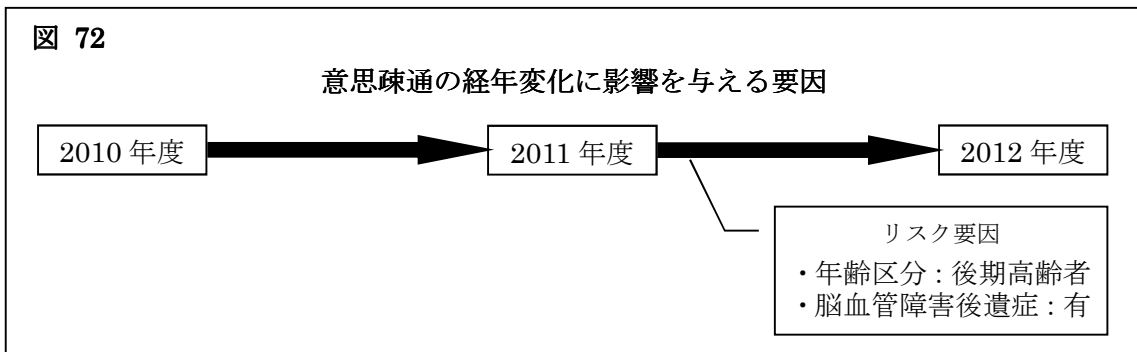 図 72
意思疎通の経年変化に影響を与える要因
2010 年度
2011 年度
2012 年度
リスク要因
・年齢区分：後期高齢者
・脳血管障害後遺症：有